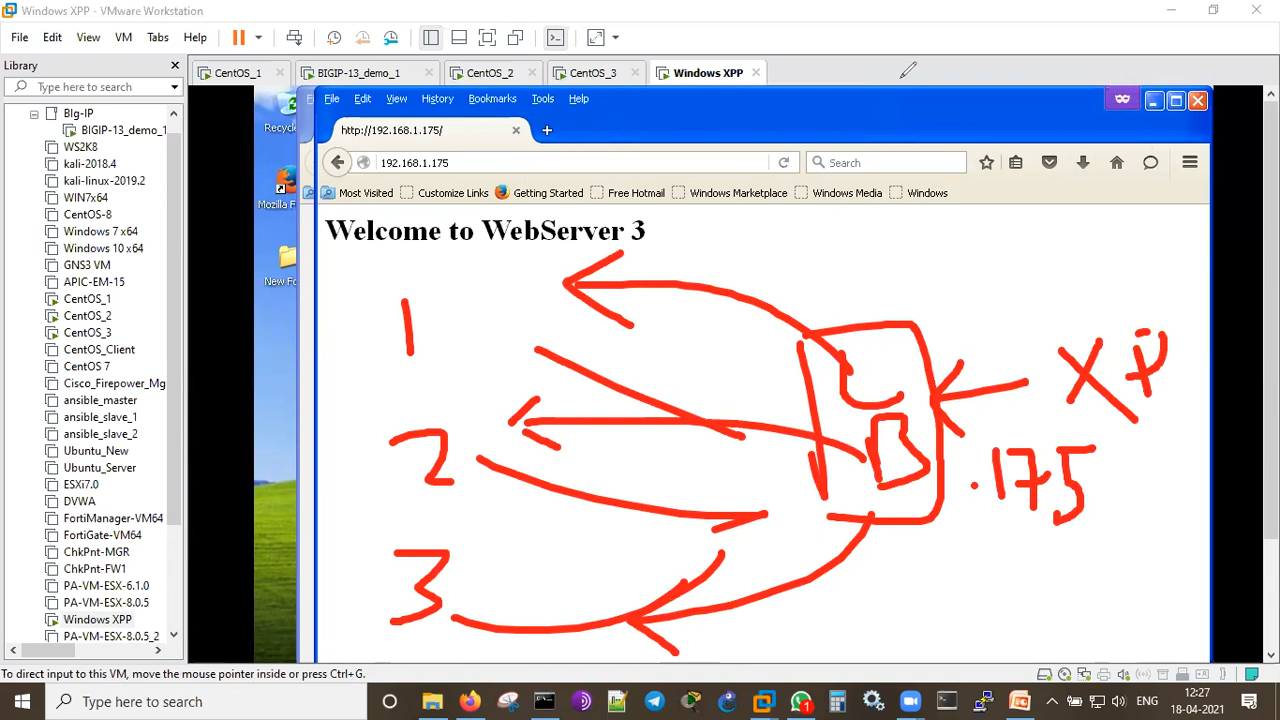 Windows XPP - VMware Workstation
File Edit View VM Tabs Help
Library
Type here to search
BIg-IP
BIGIP-13_demo_1
WS2K8
kali-2018.4
kali-linux-2019.2
WIN7x64
CentOS-8
Windows 7 x64
Windows 10 x64
GNS3 VM
APIC-EM-15
CentOS_1
CentOS_2
CentOS_3
CentOS_Client
CentOS 7
Cisco_Firepower_Mg
ansible_master
ansible_slave_1
ansible_slave_2
Ubuntu_New
Ubuntu_Server
ESXi7.0
DVWA
FortiManager-VM64
FortiGate-VM64
ChkPnt-MGR
ChkPnt-FW1
PA-VM-ESX-6.1.0
PA-VM-ESX-8.0.5
Windows XPP
PA-VM-ESX-8.0.5_2
CentOS_1 BIGIP-13_demo_1 CentOS_2 CentOS_3 Windows XPP
Recycle
Mozilla F
New Fo
File Edit View History Bookmarks Tools Help
http://192.168.1.175/
192.168.1.175 Search
Most Visited Customize Links Getting Started Free Hotmail Windows Marketplace Windows Media Windows
Welcome to WebServer 3
1
XP
2
.175
3
To direct input to this VM, move the mouse pointer inside or press Ctrl+G.
Type here to search
1
ENG
12:27
18-04-2021